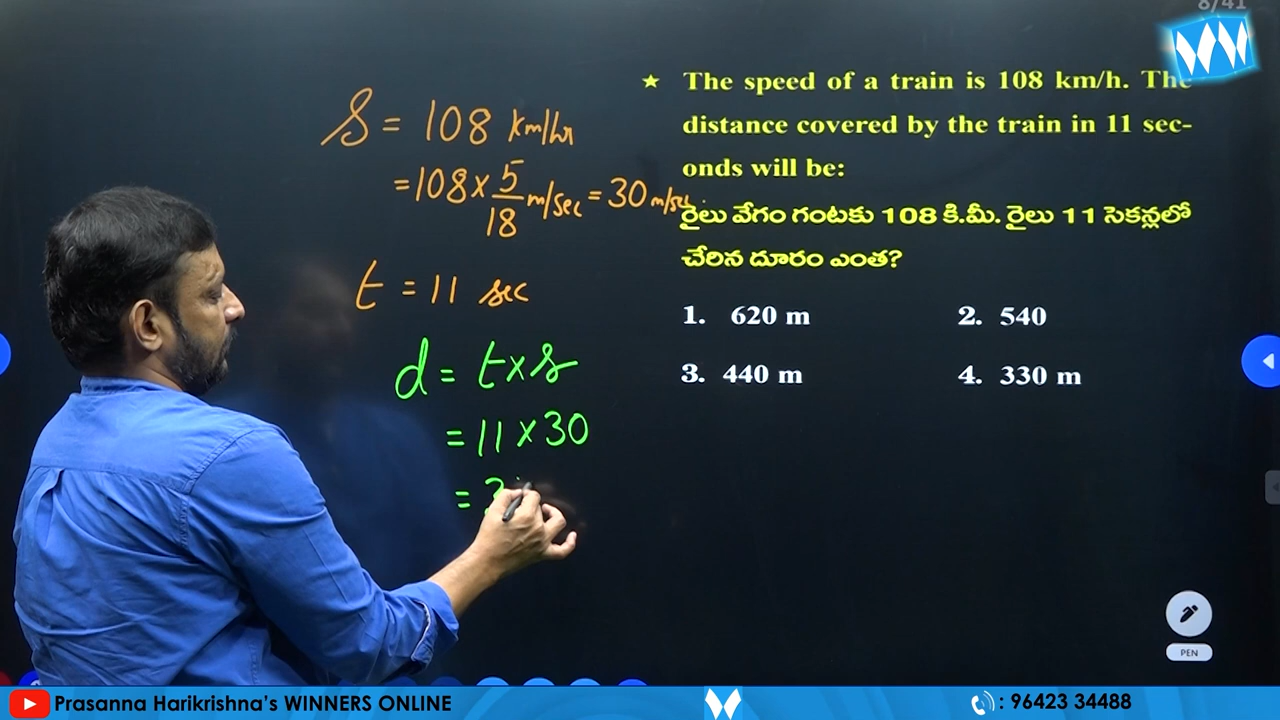 8/41
W
S = 108 Km/hr
= 108 × 5/18 m/sec = 30 m/sec.
t = 11 sec
d = t × s
= 11 × 30
= 3
★ The speed of a train is 108 km/h. The
distance covered by the train in 11 sec-
onds will be:
రైలు వేగం గంటకు 108 కి.మీ. రైలు 11 సెకన్లలో
చేరిన దూరం ఎంత?
1. 620 m 2. 540
3. 440 m 4. 330 m
PEN
Prasanna Harikrishna's WINNERS ONLINE
W
: 96423 34488